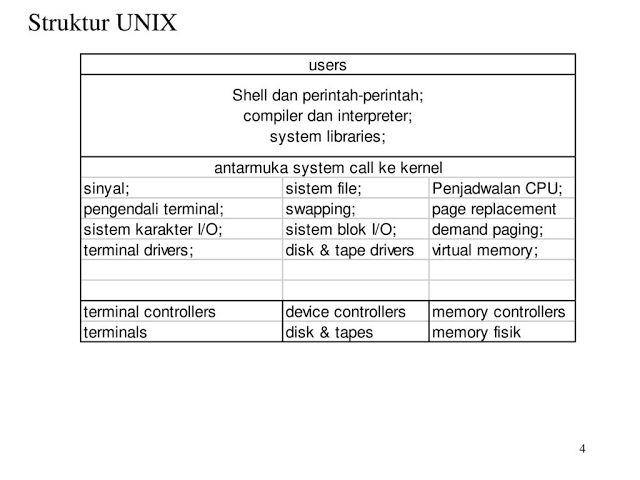 Struktur UNIX
users
Shell dan perintah-perintah;
compiler dan interpreter;
system libraries;
antarmuka system call ke kernel
sinyal; sistem file; Penjadwalan CPU;
pengendali terminal; swapping; page replacement
sistem karakter I/O; sistem blok I/O; demand paging;
terminal drivers; disk & tape drivers virtual memory;
terminal controllers device controllers memory controllers
terminals disk & tapes memory fisik
4